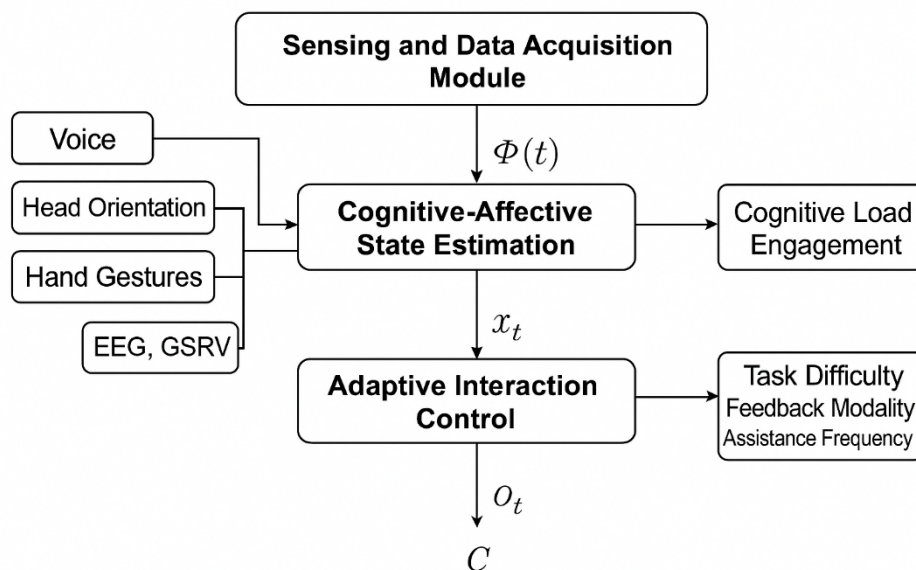 Sensing and Data Acquisition
Module
Φ(t)
Voice
Head Orientation
Hand Gestures
EEG, GSRV
Cognitive-Affective
State Estimation
Cognitive Load
Engagement
x_t
Adaptive Interaction
Control
Task Difficulty
Feedback Modality
Assistance Frequency
o_t
C